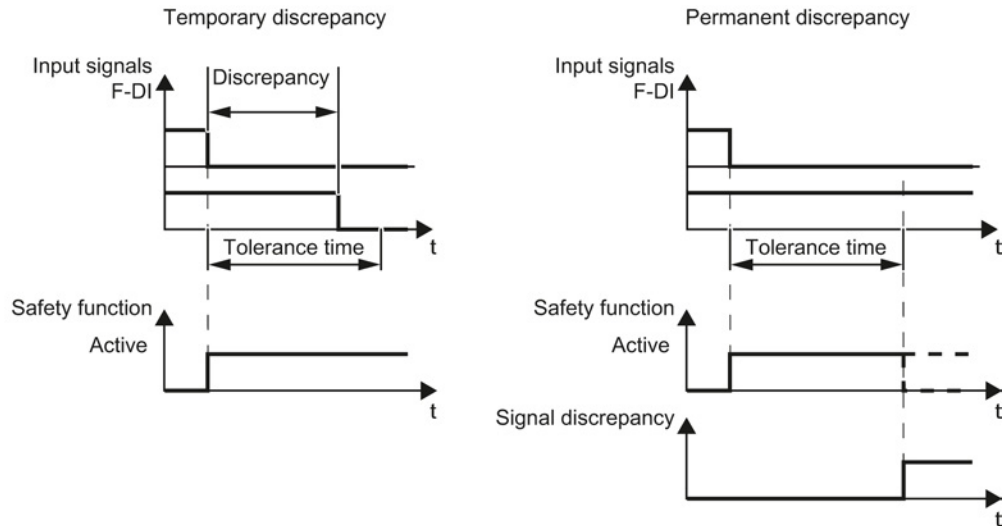 Temporary discrepancy
Input signals
F-DI
Discrepancy
t
Tolerance time
Safety function
Active
t
Permanent discrepancy
Input signals
F-DI
t
Tolerance time
Safety function
Active
t
Signal discrepancy
t